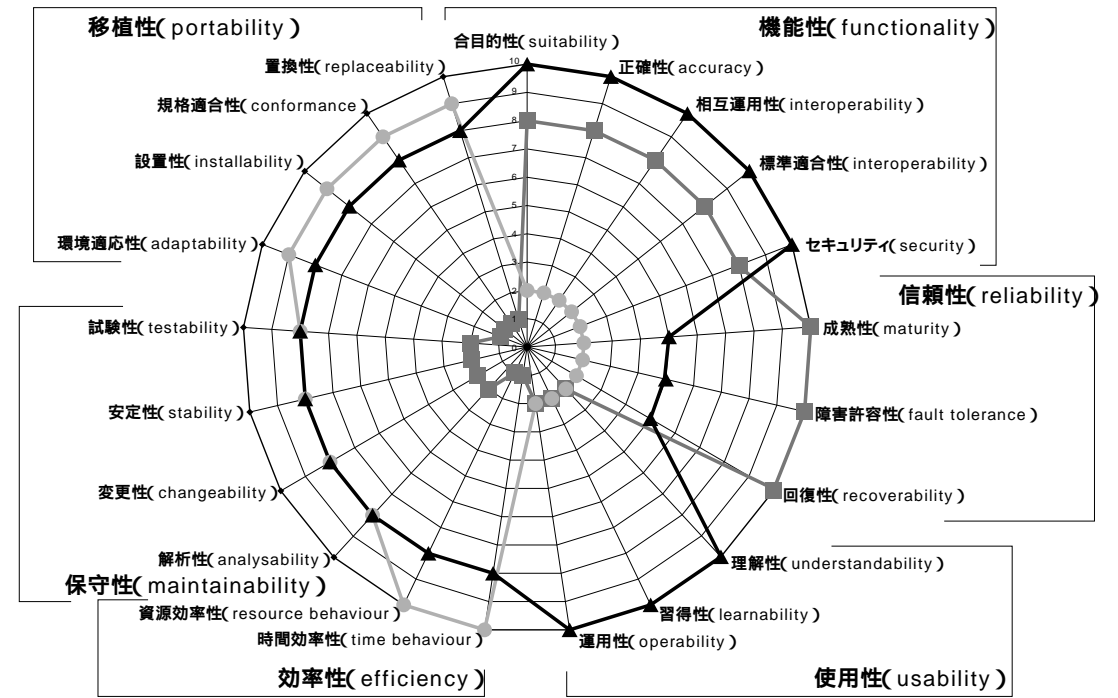 移植性(portability)
機能性(functionality)
合目的性(suitability)
正確性(accuracy)
相互運用性(interoperability)
標準適合性(interoperability)
セキュリティ(security)
信頼性(reliability)
成熟性(maturity)
障害許容性(fault tolerance)
回復性(recoverability)
理解性(understandability)
習得性(learnability)
運用性(operability)
使用性(usability)
時間効率性(time behaviour)
資源効率性(resource behaviour)
効率性(efficiency)
解析性(analysability)
保守性(maintainability)
変更性(changeability)
安定性(stability)
試験性(testability)
環境適応性(adaptability)
設置性(installability)
規格適合性(conformance)
置換性(replaceability)
10
9
8
7
6
5
4
3
2
1
0